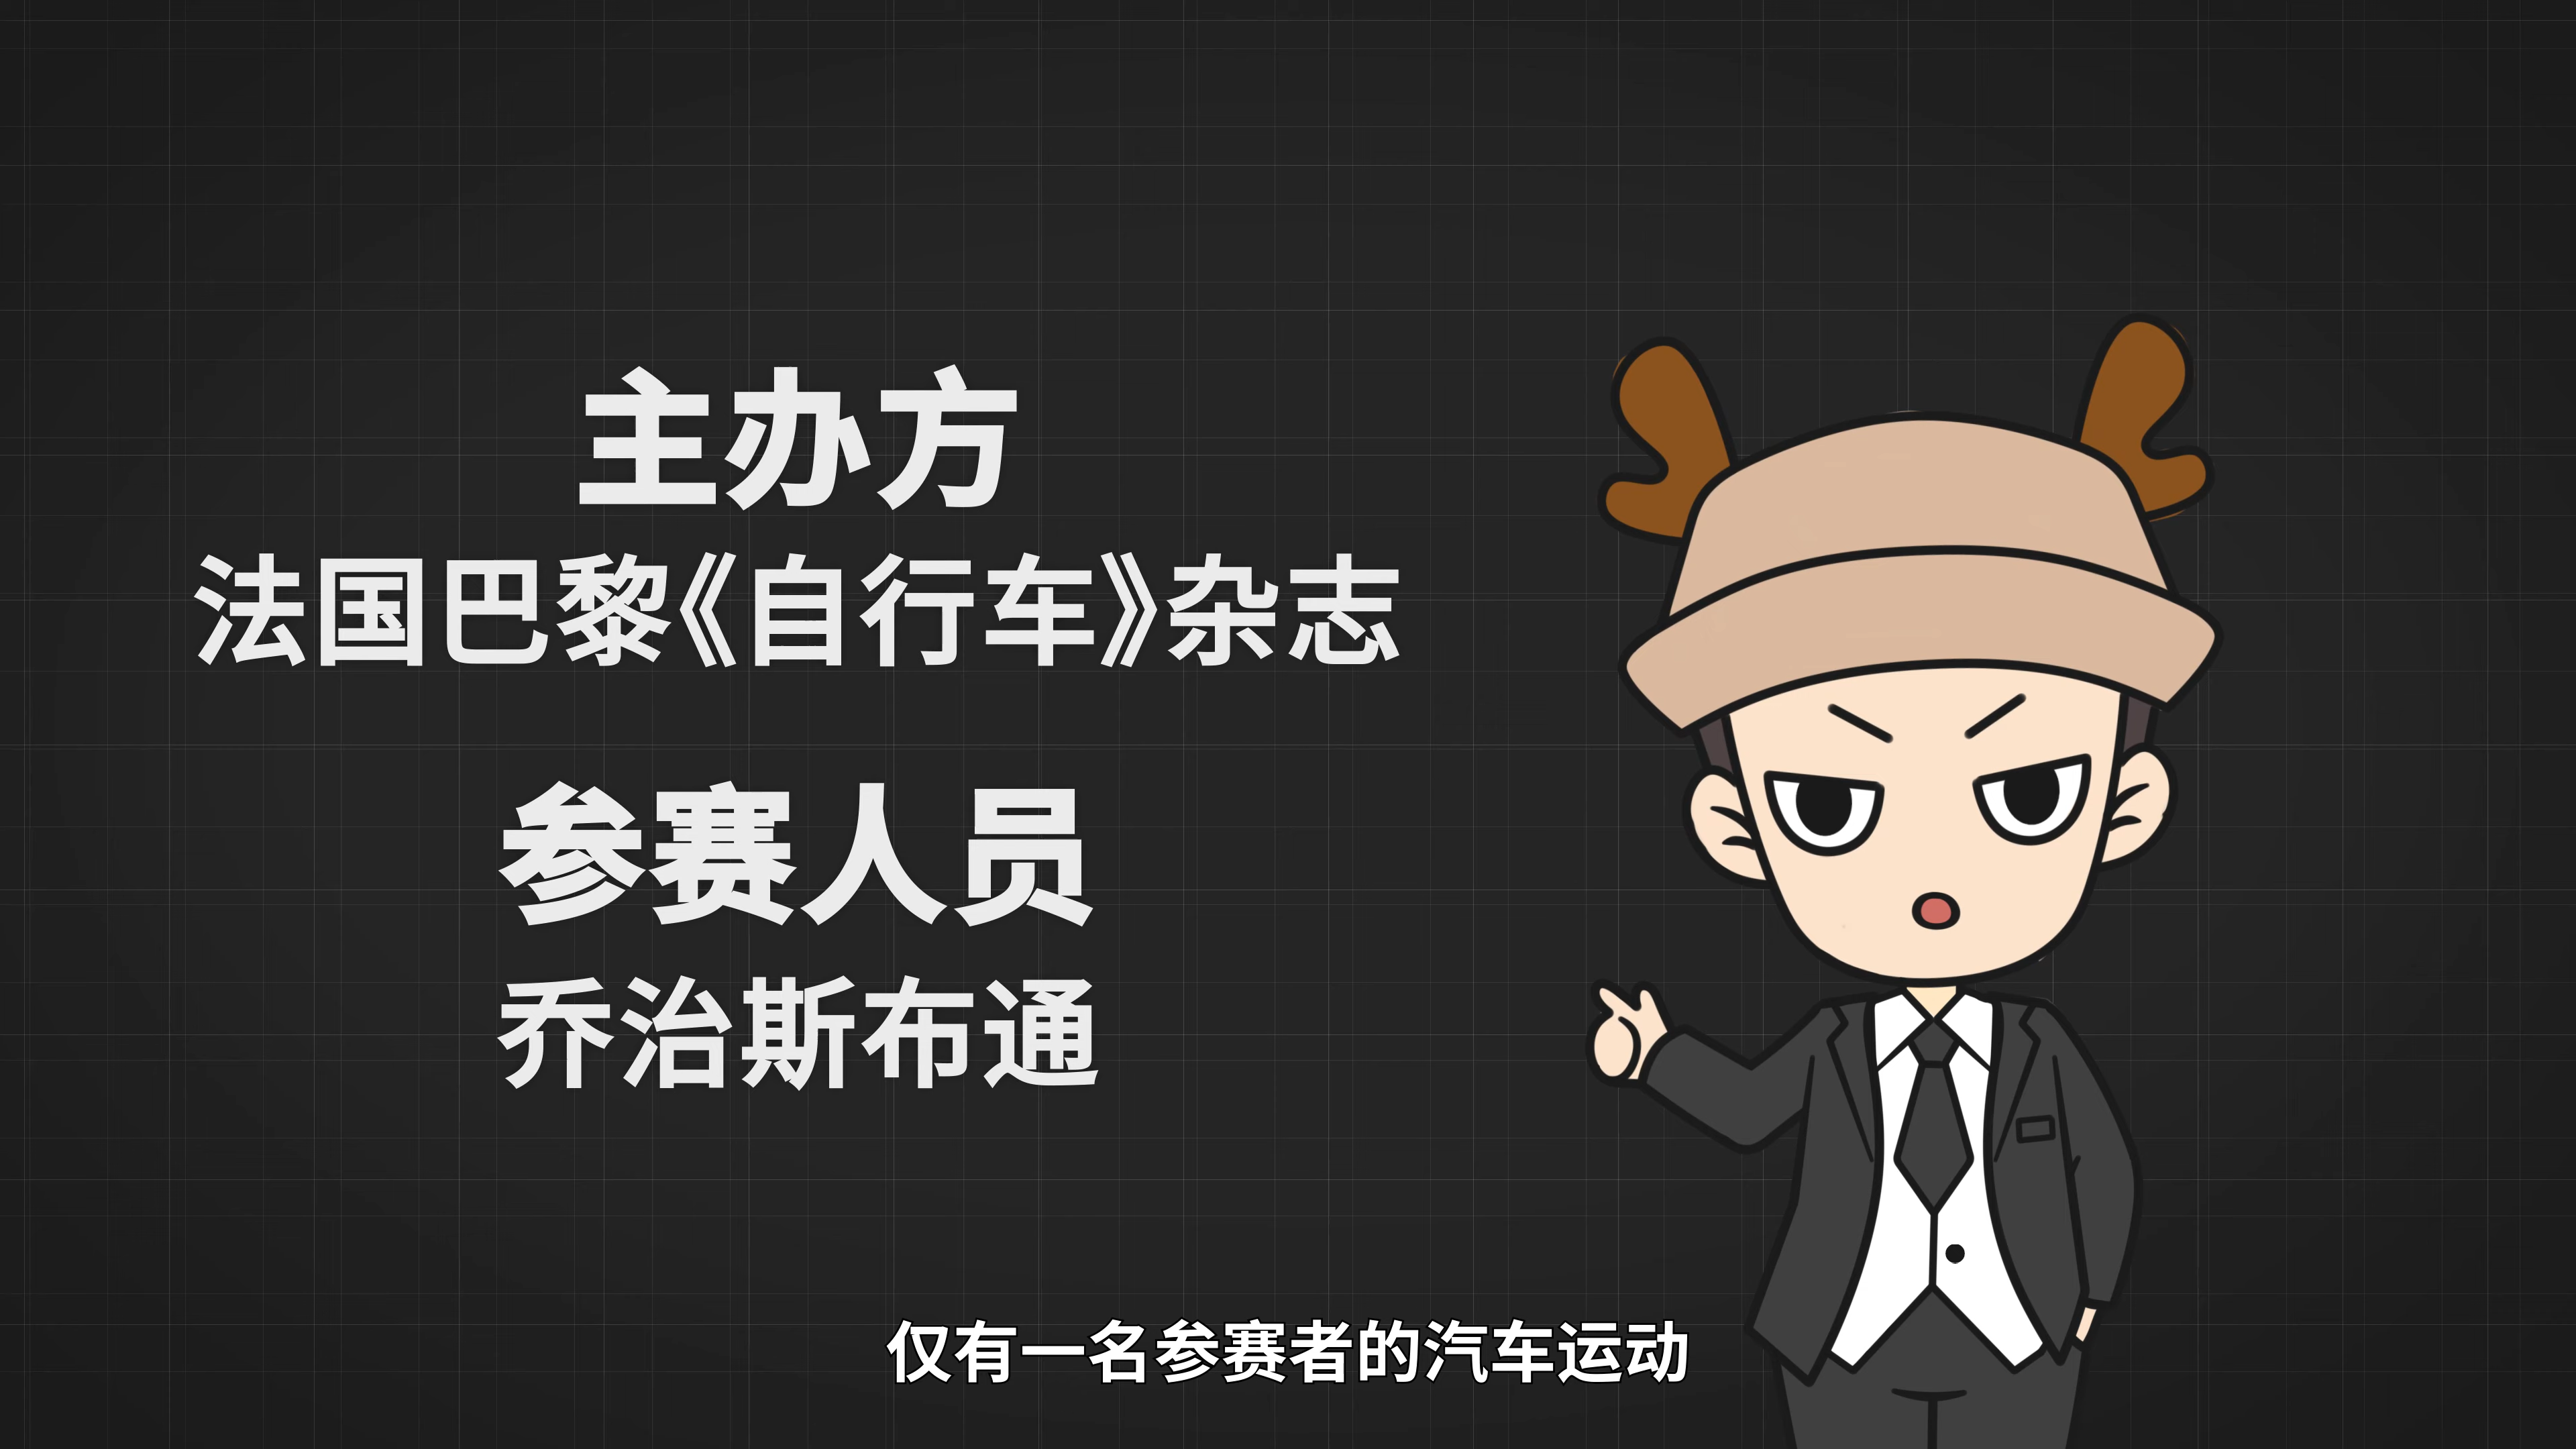 主办方
法国巴黎《自行车》杂志
参赛人员
乔治斯布通
仅有一名参赛者的汽车运动